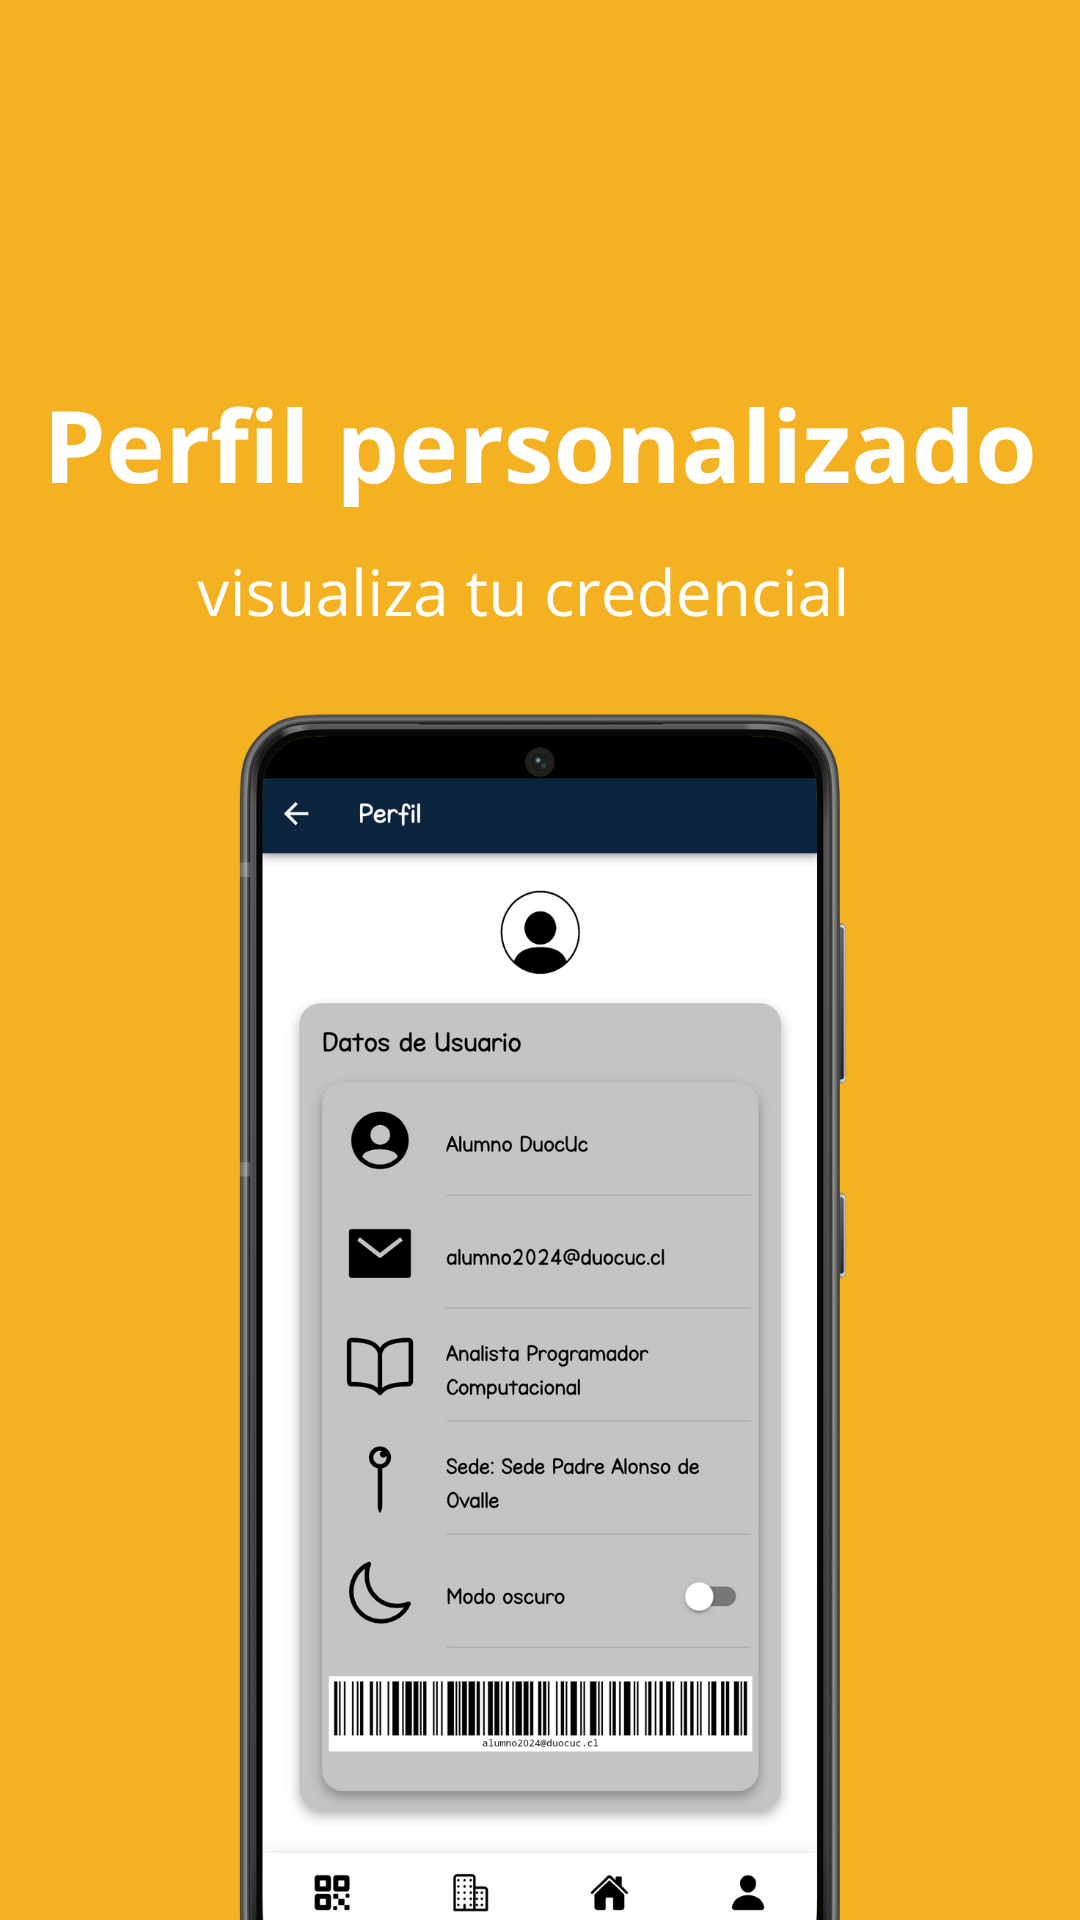 Perfil personalizado
visualiza tu credencial
Perfil
Datos de Usuario
Alumno DuocUc
alumno2024@duocuc.cl
Analista Programador
Computacional
Sede: Sede Padre Alonso de
Ovalle
Modo oscuro
alumno2024@duocuc.cl